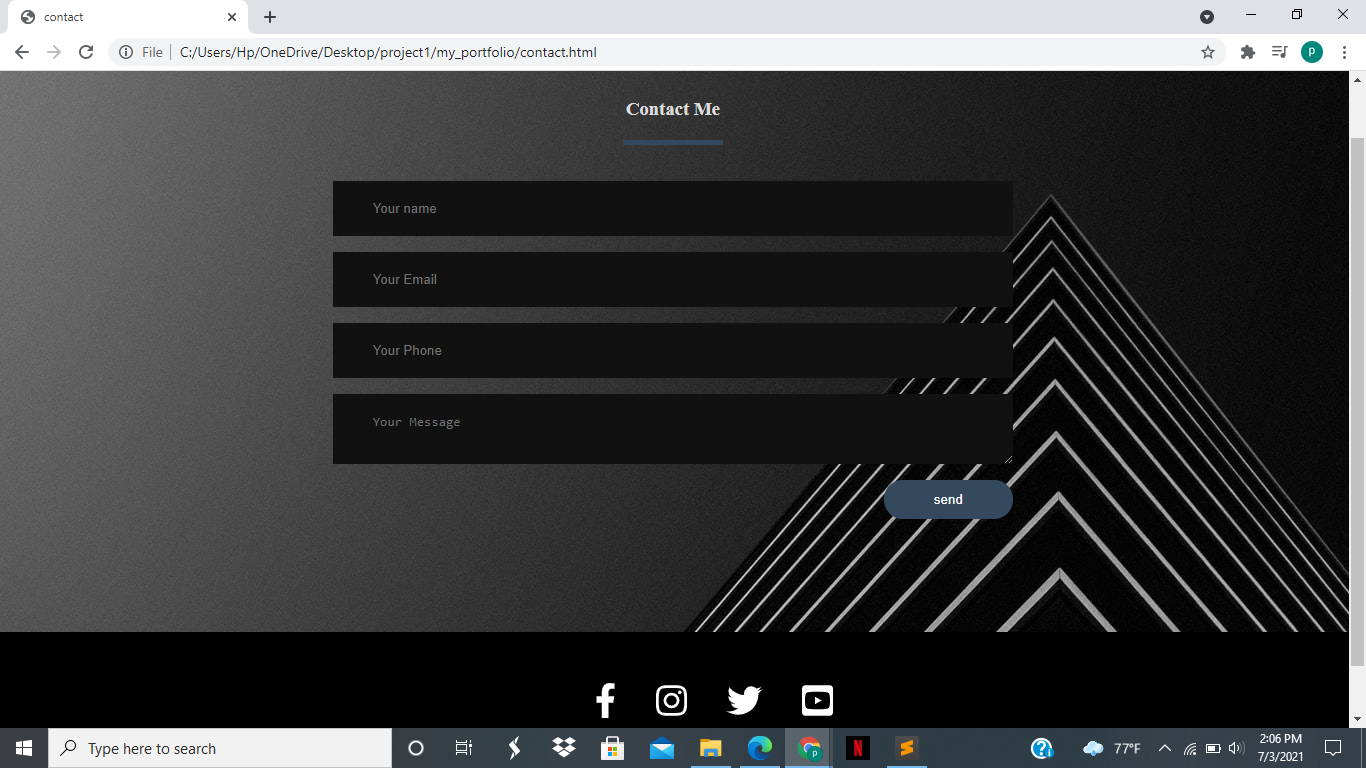 contact
File
C:/Users/Hp/OneDrive/Desktop/project1/my_portfolio/contact.html
P
Contact Me
Your name
Your Email
Your Phone
Your Message
send
Type here to search
P
N
?
77°F
2:06 PM
7/3/2021